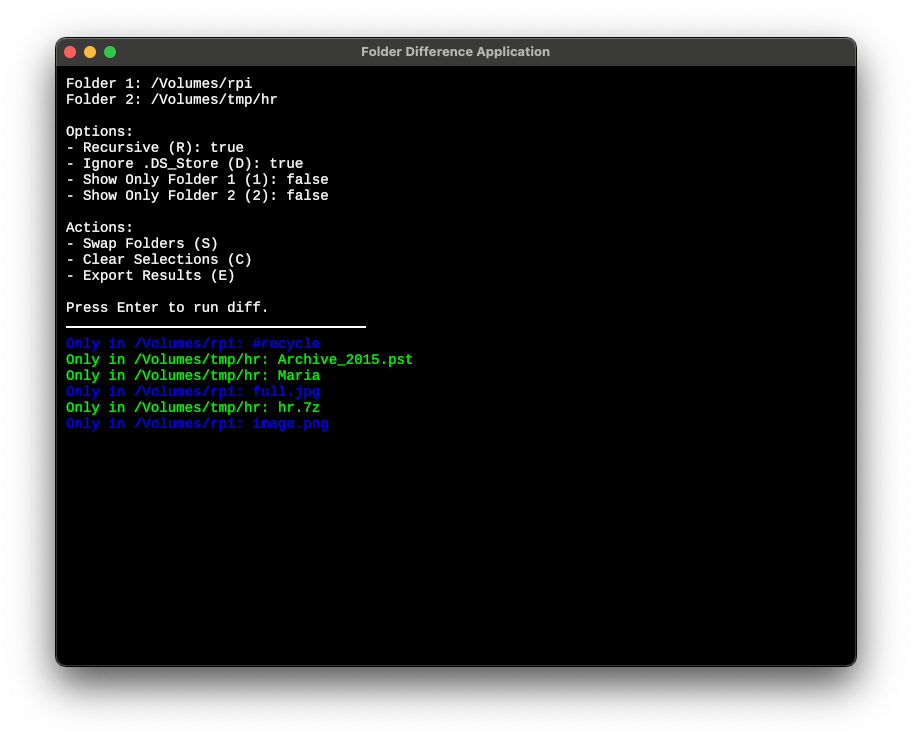 Folder Difference Application
Folder 1: /Volumes/rpi
Folder 2: /Volumes/tmp/hr
Options:
- Recursive (R): true
- Ignore .DS_Store (D): true
- Show Only Folder 1 (1): false
- Show Only Folder 2 (2): false
Actions:
- Swap Folders (S)
- Clear Selections (C)
- Export Results (E)
Press Enter to run diff.
Only in /Volumes/rpi: #recycle
Only in /Volumes/tmp/hr: Archive_2015.pst
Only in /Volumes/tmp/hr: Maria
Only in /Volumes/rpi: full.jpg
Only in /Volumes/tmp/hr: hr.7z
Only in /Volumes/rpi: image.png